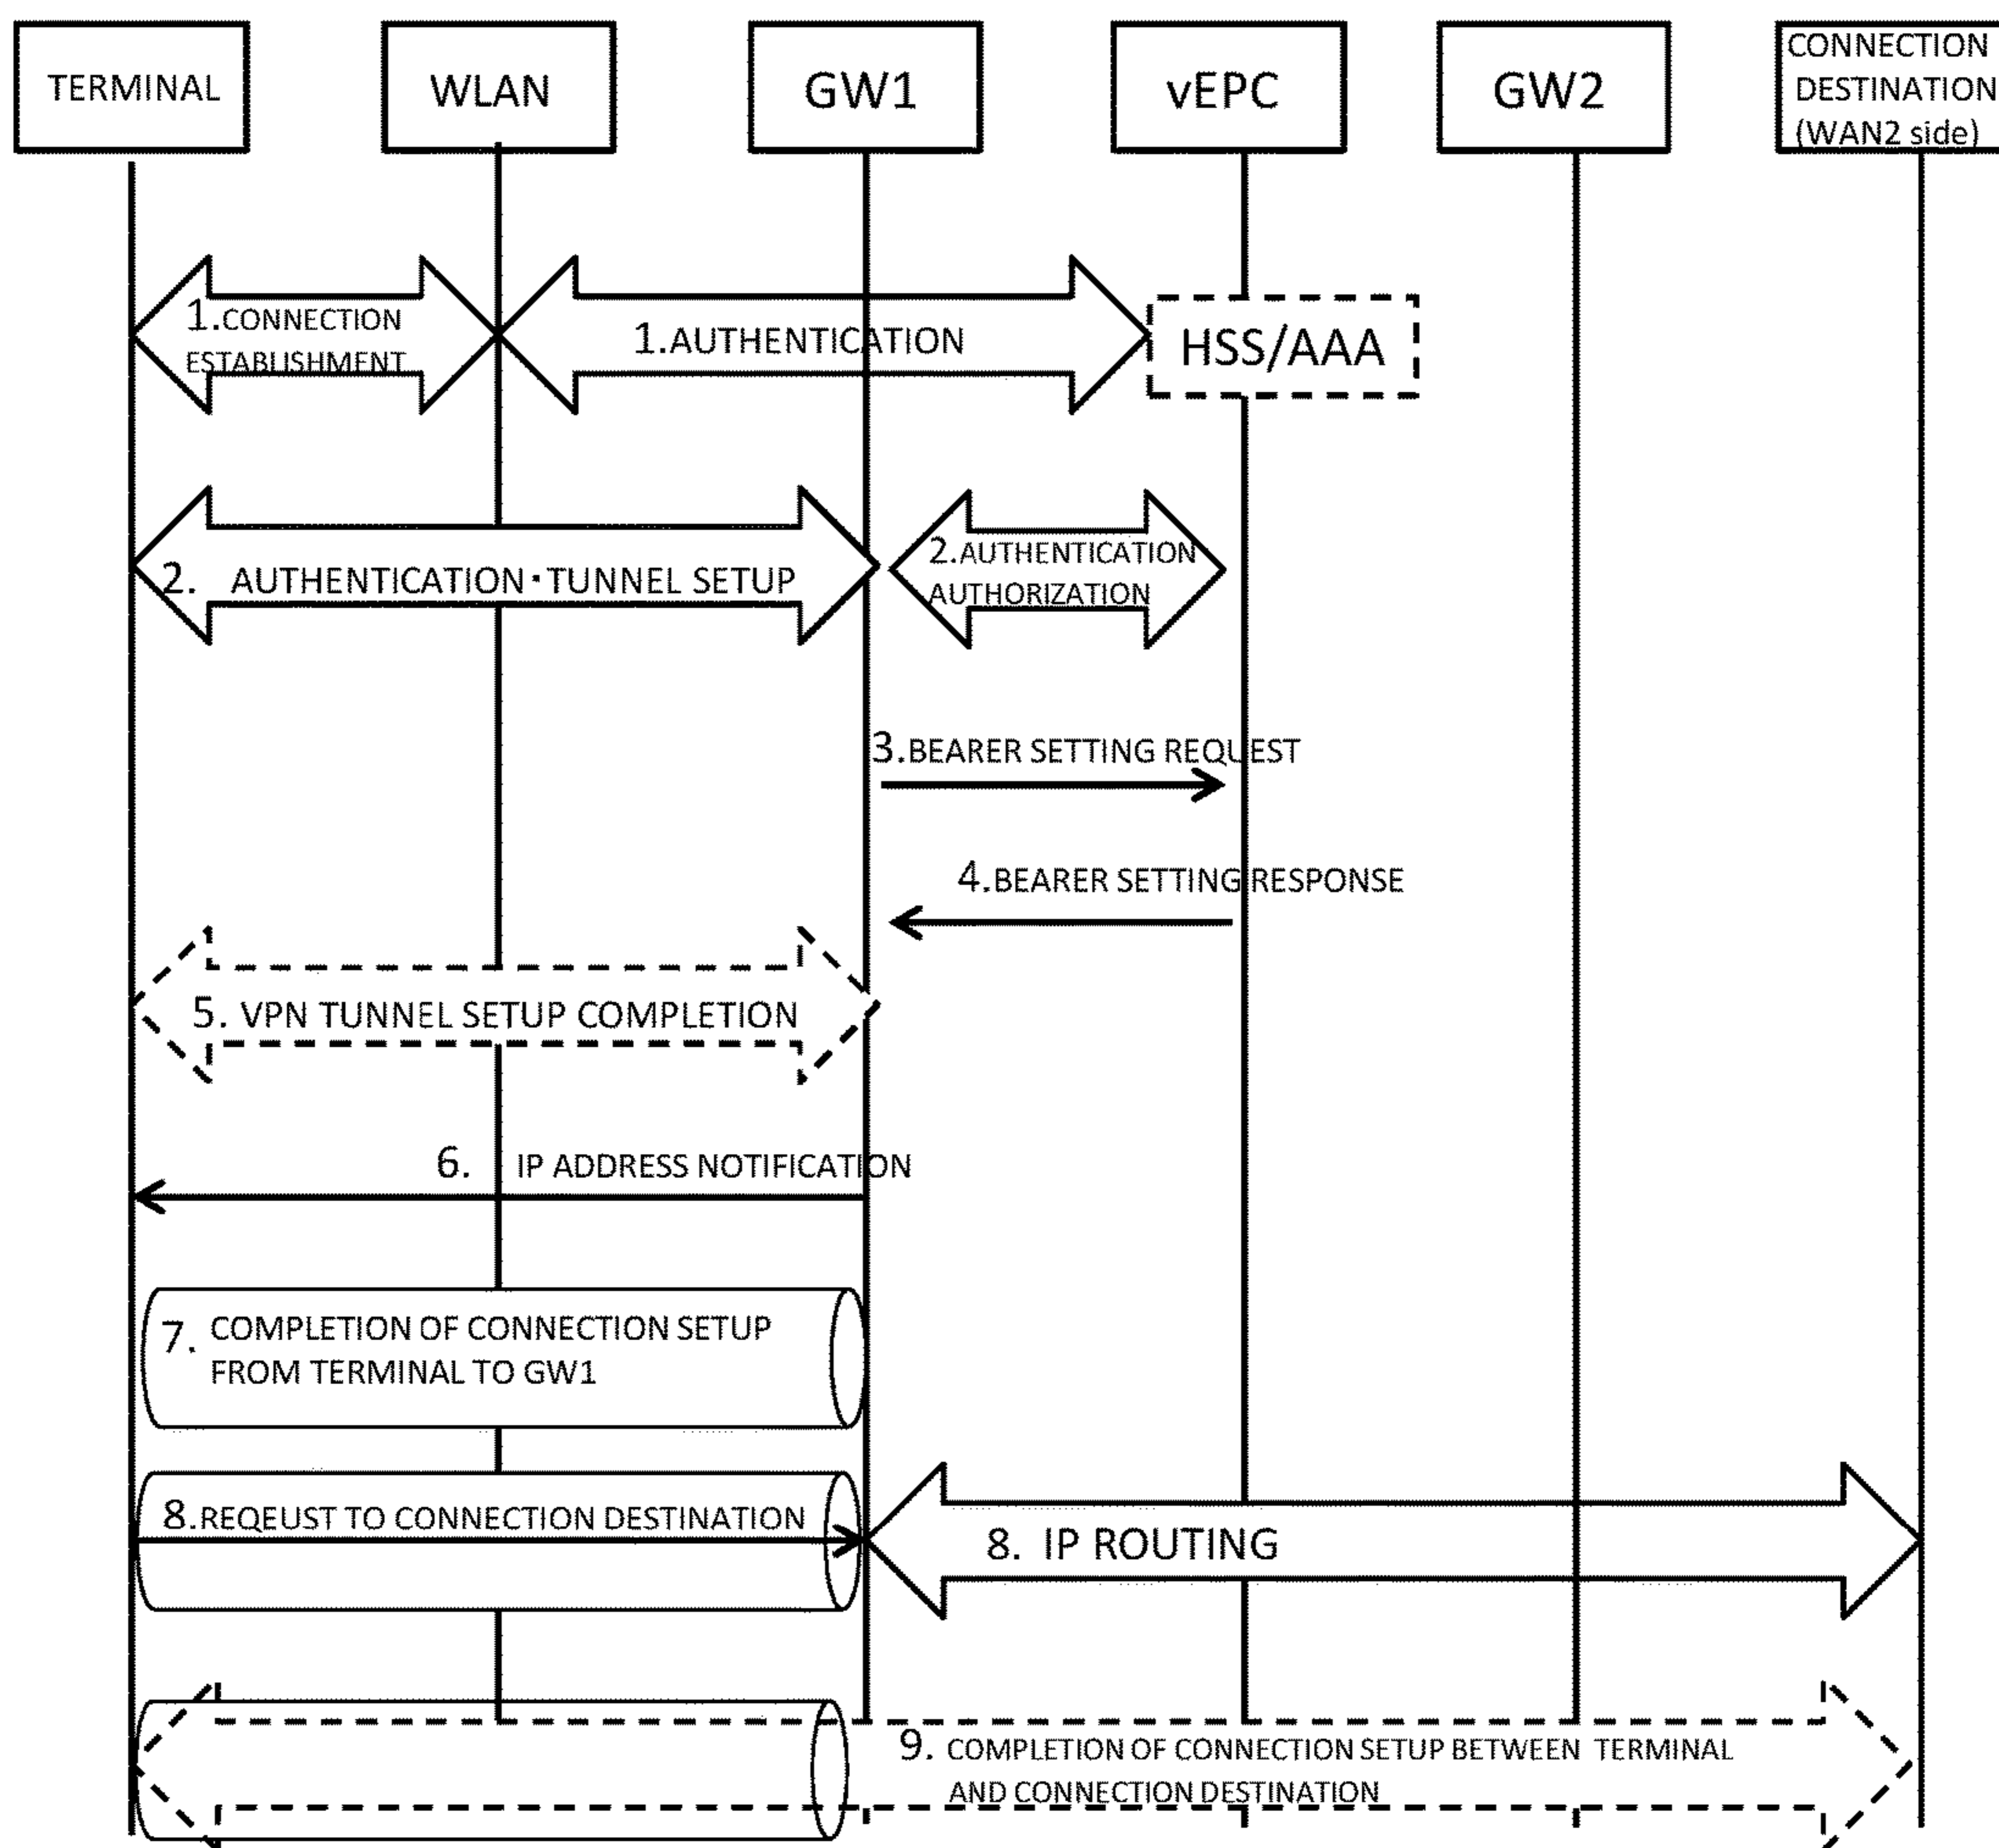 TERMINAL
WLAN
GW1
vEPC
GW2
CONNECTION
DESTINATION
(WAN2 side)
1.CONNECTION
ESTABLISHMENT
1.AUTHENTICATION
HSS/AAA
2. AUTHENTICATION・TUNNEL SETUP
2.AUTHENTICATION
AUTHORIZATION
3.BEARER SETTING REQUEST
4.BEARER SETTING RESPONSE
5. VPN TUNNEL SETUP COMPLETION
6. IP ADDRESS NOTIFICATION
7. COMPLETION OF CONNECTION SETUP
FROM TERMINAL TO GW1
8.REQEUST TO CONNECTION DESTINATION
8. IP ROUTING
9. COMPLETION OF CONNECTION SETUP BETWEEN TERMINAL
AND CONNECTION DESTINATION